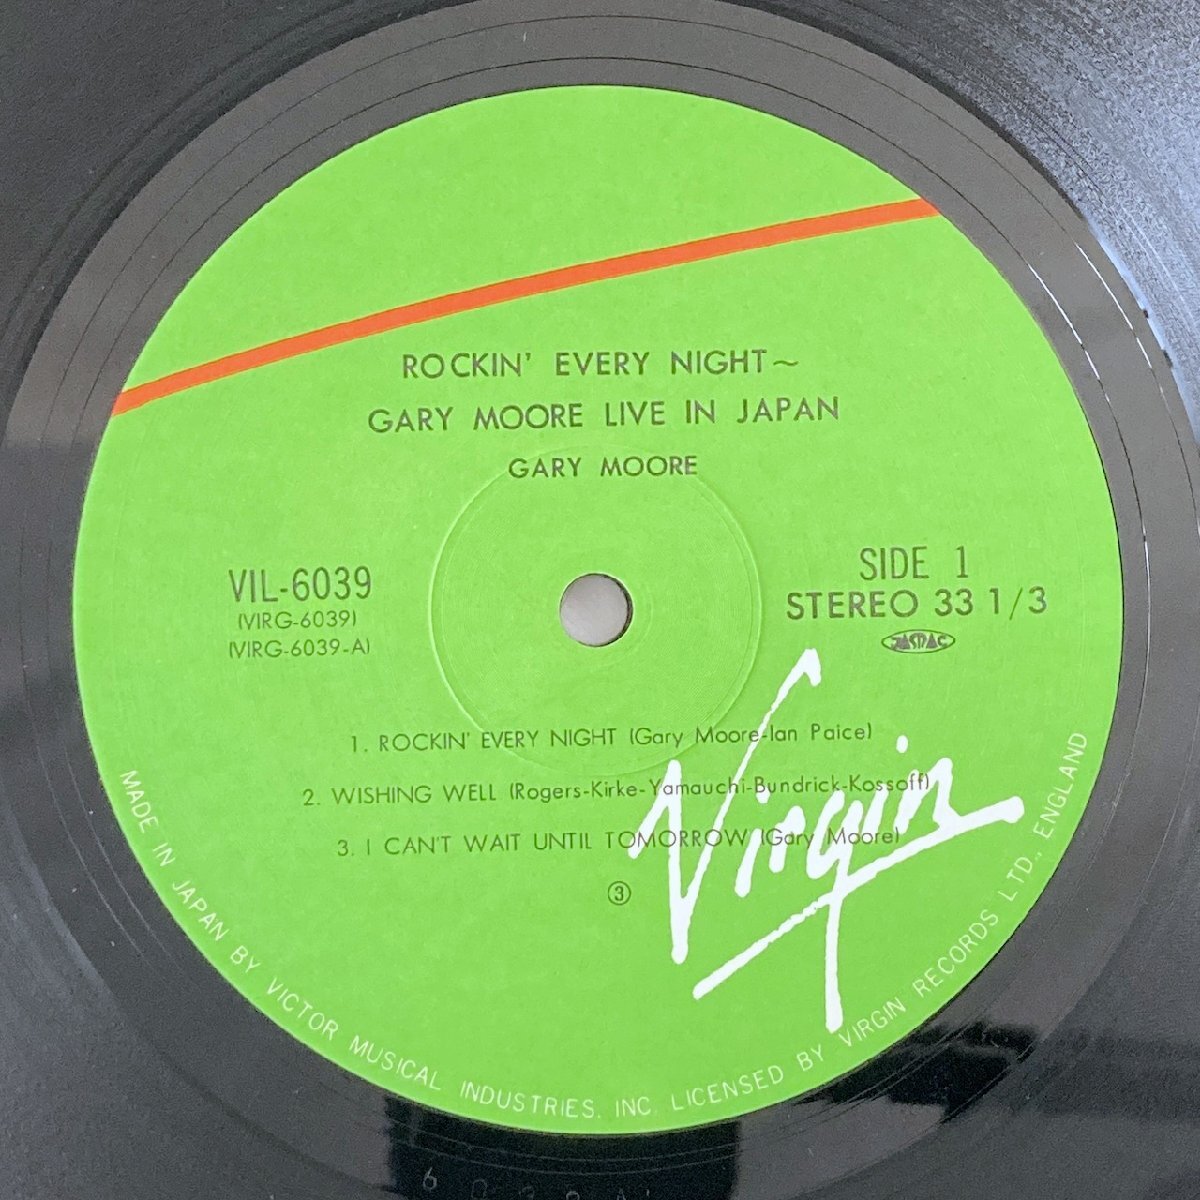 ROCKIN' EVERY NIGHT~
GARY MOORE LIVE IN JAPAN
GARY MOORE
VIL-6039
(VIRG-6039)
(VIRG-6039-A)
SIDE 1
STEREO 33 1/3
JASRAC
1. ROCKIN' EVERY NIGHT (Gary Moore-Ian Paice)
2. WISHING WELL (Rogers-Kirke-Yamauchi-Bundrick-Kossoff)
3. I CAN'T WAIT UNTIL TOMORROW (Gary Moore)
③
Virgin
MADE IN JAPAN BY VICTOR MUSICAL INDUSTRIES, INC. LICENSED BY VIRGIN RECORDS LTD., ENGLAND